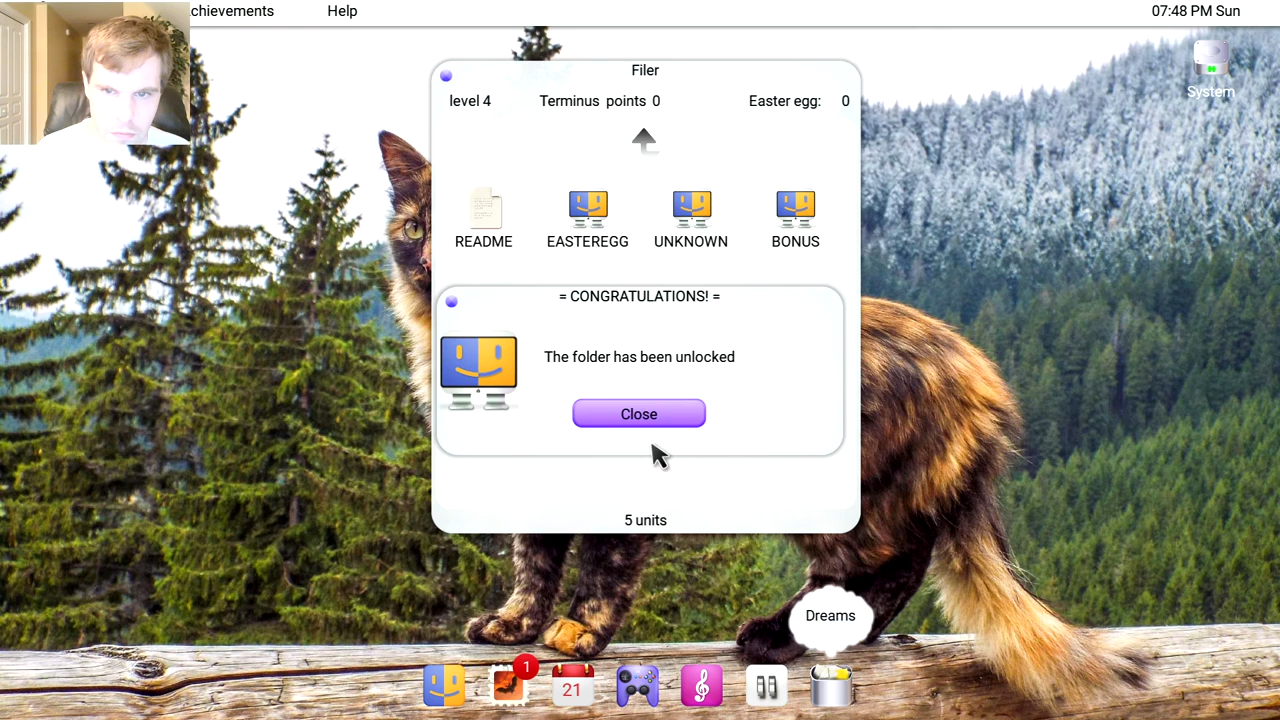 chievements Help 07:48 PM Sun
System
Filer
level 4 Terminus points 0 Easter egg: 0
README EASTEREGG UNKNOWN BONUS
= CONGRATULATIONS! =
The folder has been unlocked
Close
5 units
Dreams
1
21